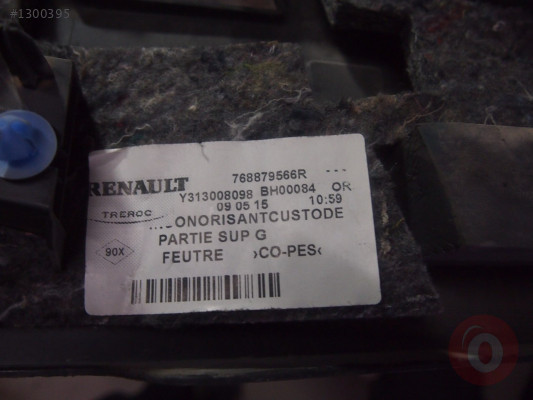 #1300395
RENAULT 768879566R ---
Y313008098 BH00084 OR
TREROC 09 05 15 10:59
ONORISANTCUSTODE
PARTIE SUP G
90X FEUTRE ›CO-PES‹